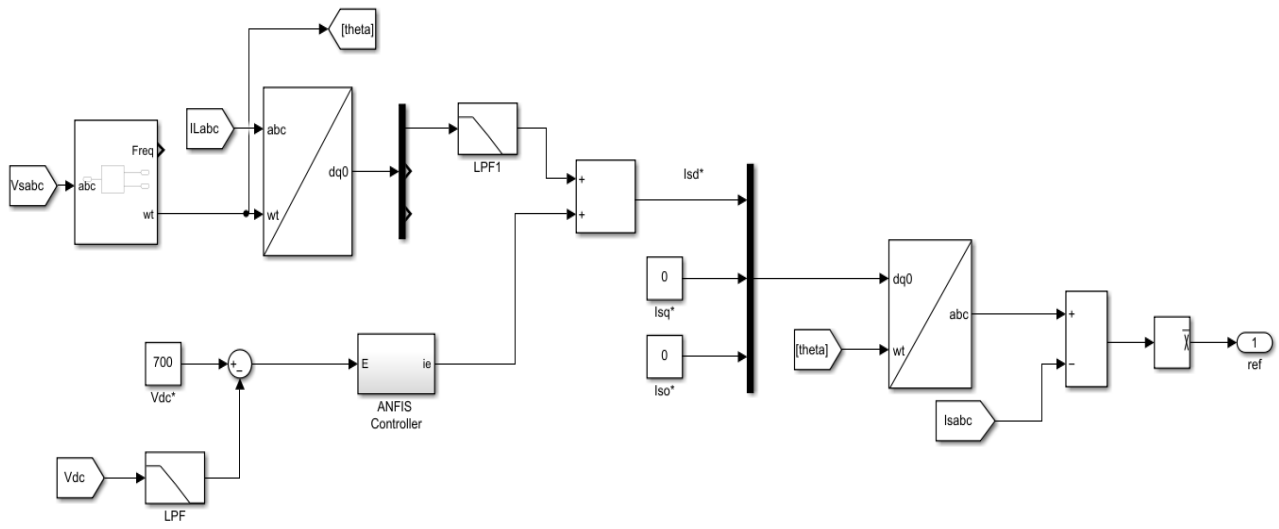 [theta]
ILabc
abc
dq0
wt
Freq
Vsabc
abc
wt
LPF1
+
+
Isd*
0
Isq*
0
Iso*
dq0
abc
[theta]
wt
+
−
1
ref
Isabc
700
Vdc*
+
−
E
ie
ANFIS
Controller
Vdc
LPF